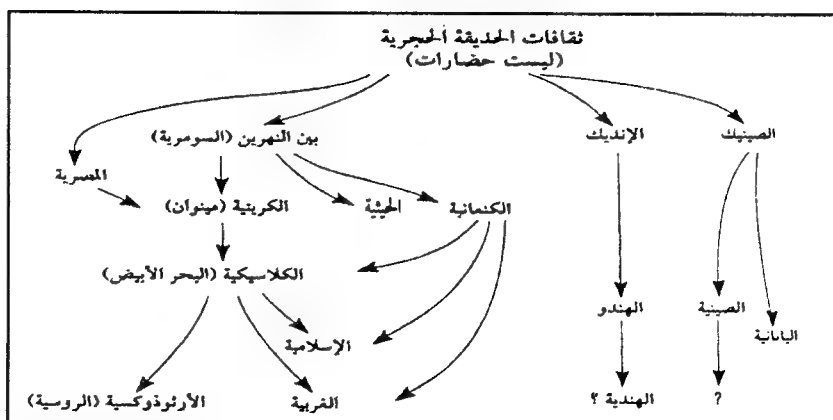 ثقافات الحديقة الحجرية
(ليست حضارات)
الصينيك
الإنديك
بين النهرين (السومرية)
المصرية
الكنعانية
الحيثية
الكريتية (مينوان)
الكلاسيكية (البحر الأبيض)
الهندو
الصينية
اليابانية
الإسلامية
?
الهندية ؟
الغربية
الأرثوذوكسية (الروسية)